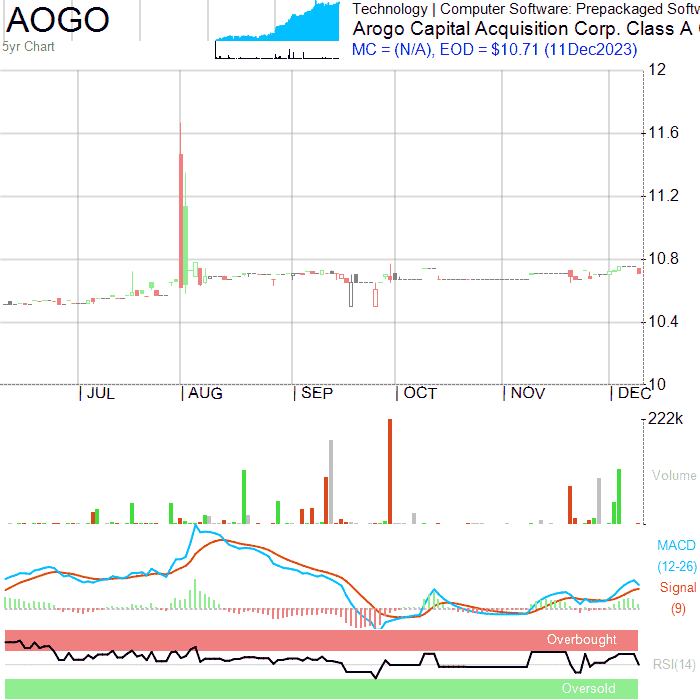 AOGO
5yr Chart
Technology | Computer Software: Prepackaged Softw
Arogo Capital Acquisition Corp. Class A
MC = (N/A), EOD = $10.71 (11Dec2023)
12
11.6
11.2
10.8
10.4
10
JUL AUG SEP OCT NOV DEC
222k
Volume
MACD
(12-26)
Signal
(9)
Overbought
RSI(14)
Oversold